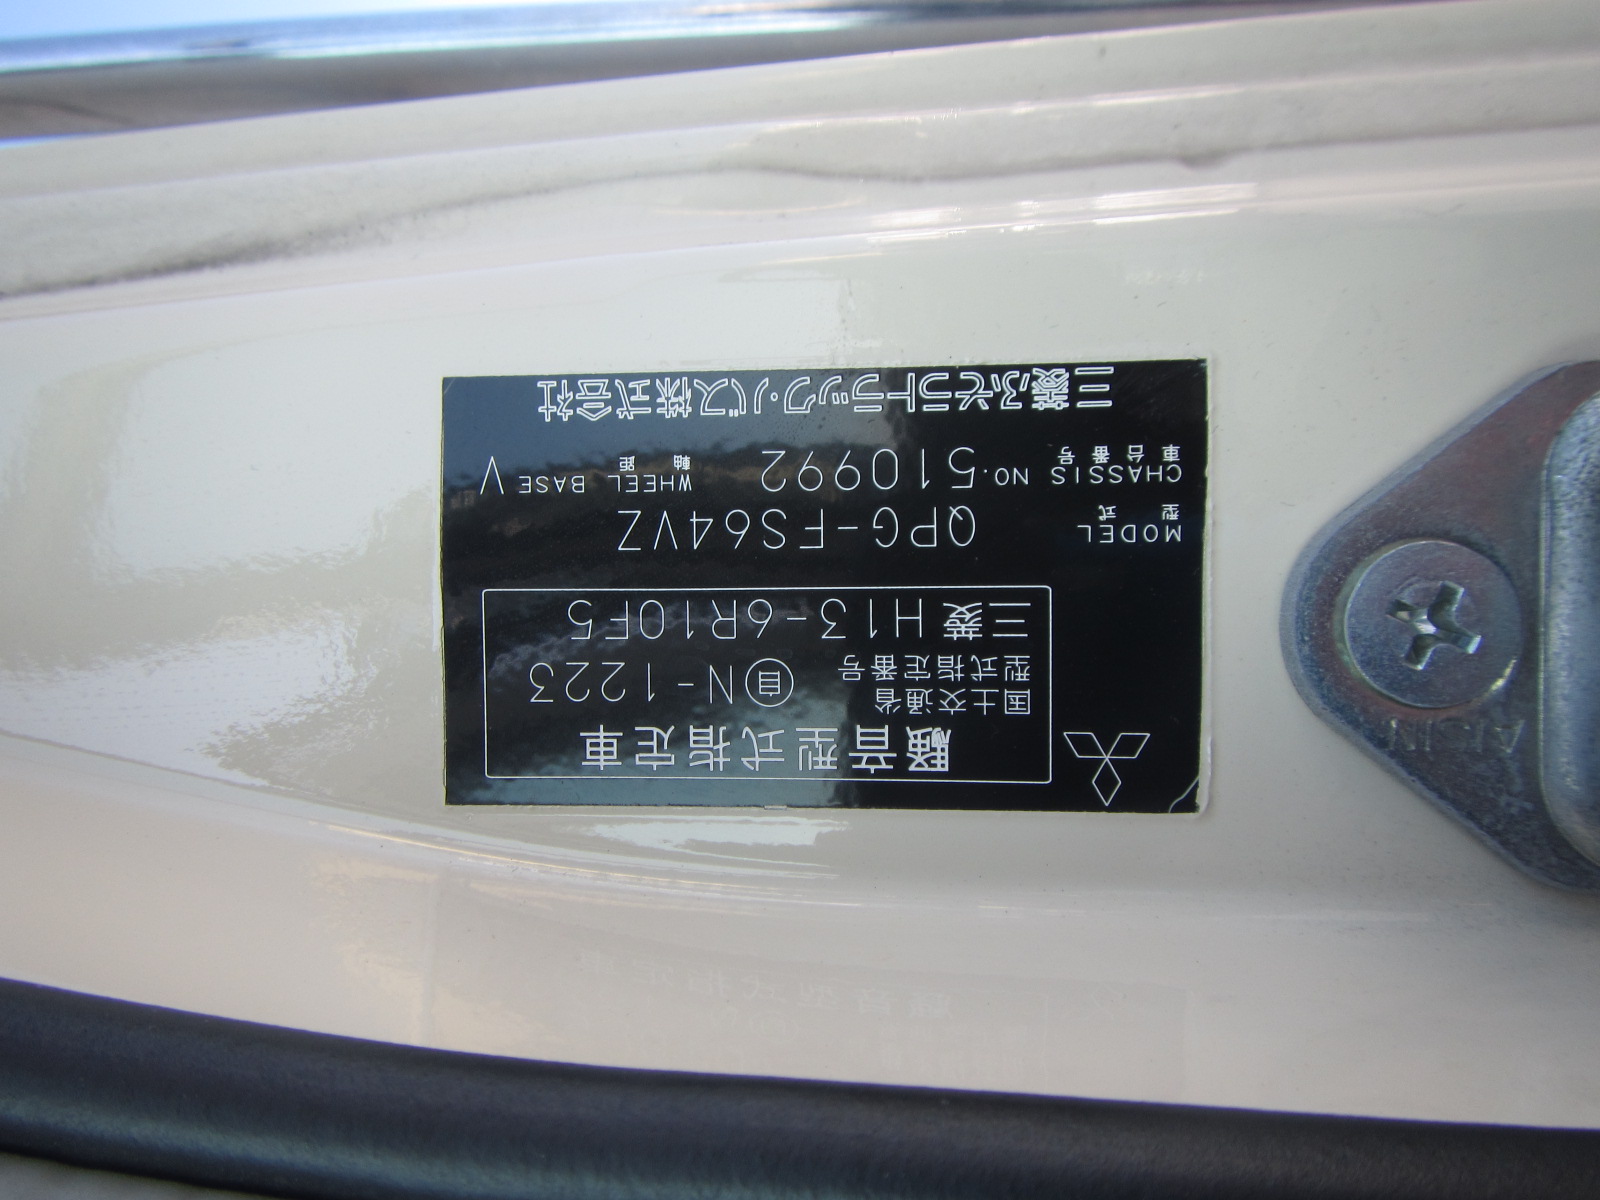 騒音型式指定車
国土交通省
型式指定番号 自N-1223
三菱 H13-6R10F5
型式
MODEL QPG-FS64VZ
車台番号 軸距
CHASSIS NO. 510992 WHEEL BASE V
三菱ふそうトラック・バス株式会社